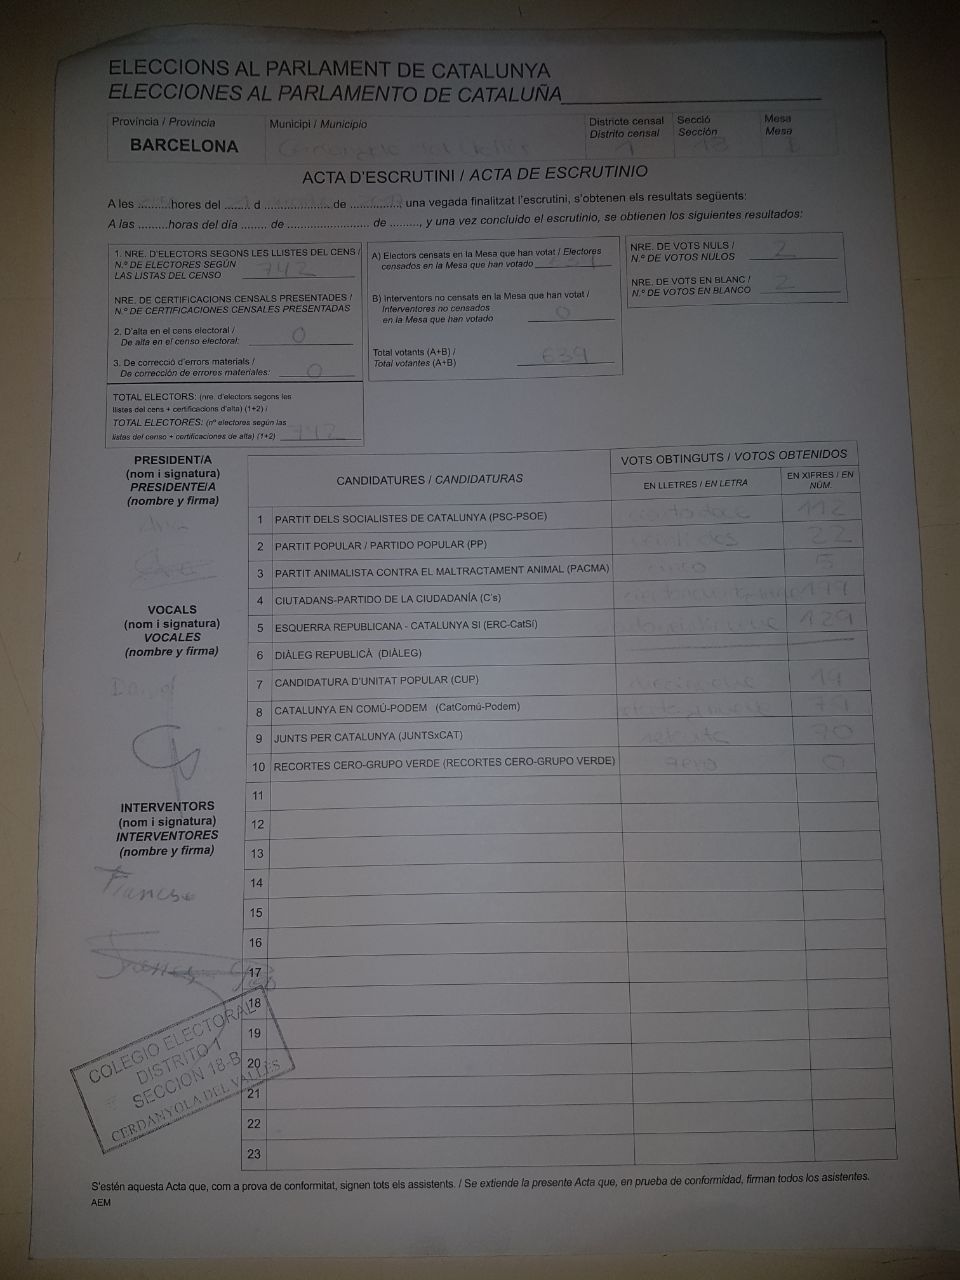 ELECCIONS AL PARLAMENT DE CATALUNYA
ELECCIONES AL PARLAMENTO DE CATALUÑA
Província / Provincia
BARCELONA
Municipi / Municipio
Cerdanyola del Vallès
Districte censal
Distrito censal
1
Secció
Sección
18
Mesa
Mesa
ACTA D'ESCRUTINI / ACTA DE ESCRUTINIO
A les .........hores del ...... d ...................... de ................, una vegada finalitzat l'escrutini, s'obtenen els resultats següents:
A las .........horas del día ....... de ........................... de ........., y una vez concluido el escrutinio, se obtienen los siguientes resultados:
1. NRE. D'ELECTORS SEGONS LES LLISTES DEL CENS /
N.º DE ELECTORES SEGÚN
LAS LISTAS DEL CENSO 742
NRE. DE CERTIFICACIONS CENSALS PRESENTADES /
N.º DE CERTIFICACIONES CENSALES PRESENTADAS
2. D'alta en el cens electoral /
De alta en el censo electoral: 0
3. De correcció d'errors materials /
De corrección de errores materiales: 0
TOTAL ELECTORS: (nre. d'electors segons les
llistes del cens + certificacions d'alta) (1+2) /
TOTAL ELECTORES: (nº electores según las
listas del censo + certificaciones de alta) (1+2) 742
A) Electors censats en la Mesa que han votat / Electores
censados en la Mesa que han votado
B) Interventors no censats en la Mesa que han votat /
Interventores no censados
en la Mesa que han votado 0
Total votants (A+B) /
Total votantes (A+B) 639
NRE. DE VOTS NULS /
N.º DE VOTOS NULOS 2
NRE. DE VOTS EN BLANC /
N.º DE VOTOS EN BLANCO 2
PRESIDENT/A
(nom i signatura)
PRESIDENTE/A
(nombre y firma)
VOCALS
(nom i signatura)
VOCALES
(nombre y firma)
INTERVENTORS
(nom i signatura)
INTERVENTORES
(nombre y firma)
CANDIDATURES / CANDIDATURAS
VOTS OBTINGUTS / VOTOS OBTENIDOS
EN LLETRES / EN LETRA
EN XIFRES / EN
NÚM.
1 PARTIT DELS SOCIALISTES DE CATALUNYA (PSC-PSOE) ciento doce 112
2 PARTIT POPULAR / PARTIDO POPULAR (PP) veintidos 22
3 PARTIT ANIMALISTA CONTRA EL MALTRACTAMENT ANIMAL (PACMA) cinco 5
4 CIUTADANS-PARTIDO DE LA CIUDADANÍA (C's) 199
5 ESQUERRA REPUBLICANA - CATALUNYA SÍ (ERC-CatSí) 129
6 DIÀLEG REPUBLICÀ (DIÀLEG)
7 CANDIDATURA D'UNITAT POPULAR (CUP) diecinueve 19
8 CATALUNYA EN COMÚ-PODEM (CatComú-Podem) 79
9 JUNTS PER CATALUNYA (JUNTSxCAT) setenta 70
10 RECORTES CERO-GRUPO VERDE (RECORTES CERO-GRUPO VERDE) zero 0
11
12
13
14
15
16
17
18
19
20
21
22
23
COLEGIO ELECTORAL
DISTRITO 1
SECCION 18-B
CERDANYOLA DEL VALLES
S'estén aquesta Acta que, com a prova de conformitat, signen tots els assistents. / Se extiende la presente Acta que, en prueba de conformidad, firman todos los asistentes.
AEM